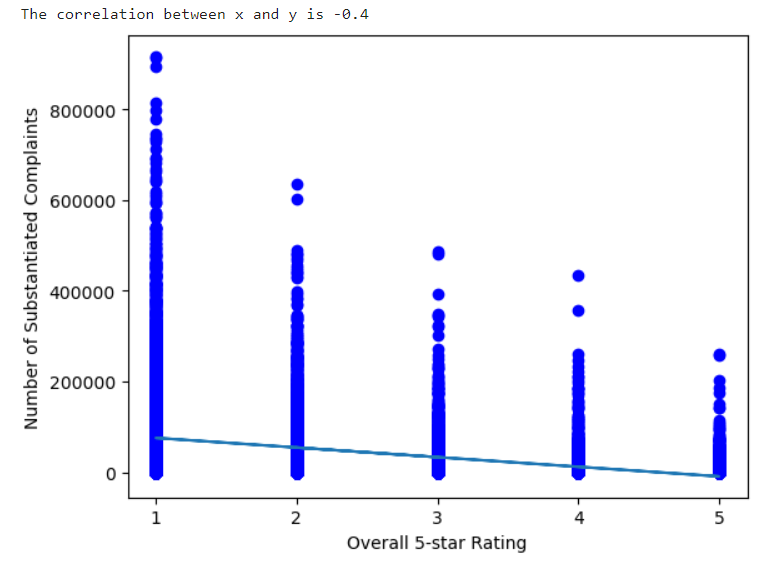 The correlation between x and y is -0.4
Number of Substantiated Complaints
800000
600000
400000
200000
0
1 2 3 4 5
Overall 5-star Rating